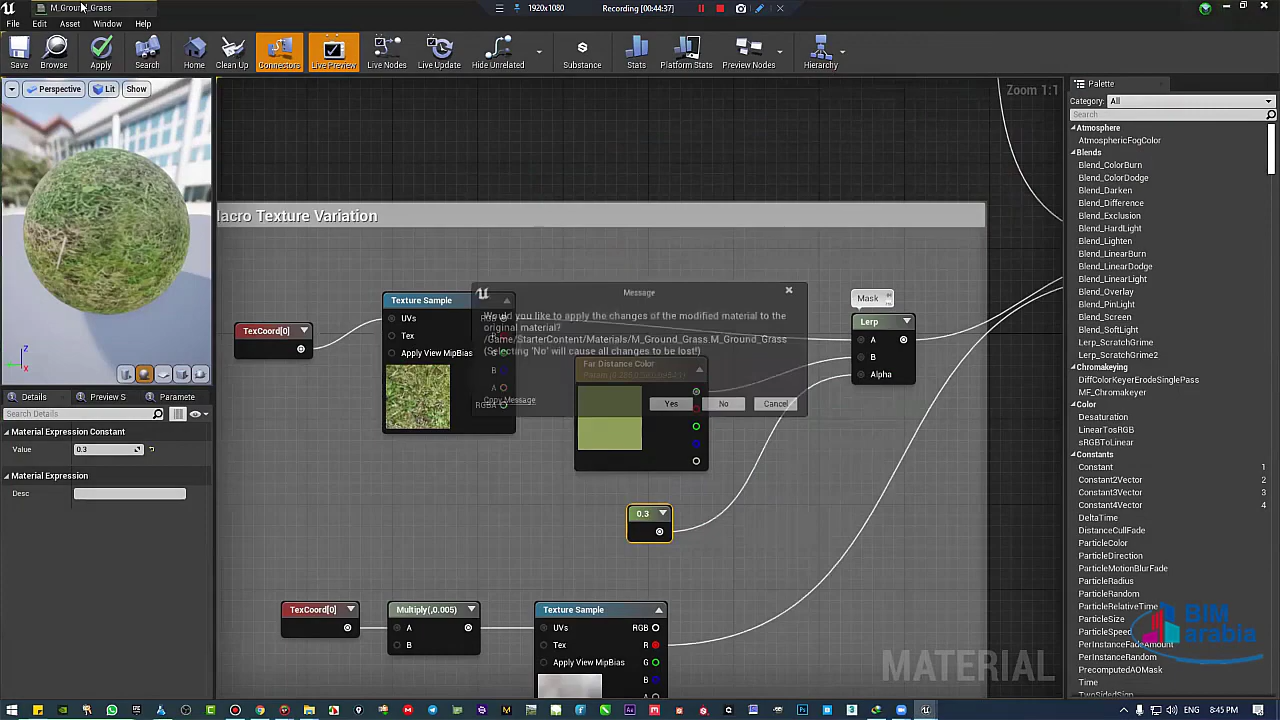 M_Ground_Grass
1920x1080
Recording [00:44:37]
File Edit Asset Window Help
Save Browse Apply Search Home Clean Up Connectors Live Preview Live Nodes Live Update Hide Unrelated Substance Stats Platform Stats Preview Nodes Hierarchy
Perspective Lit Show
Zoom 1:1
Palette
Category: All
Search
Atmosphere
AtmosphericFogColor
Blends
Blend_ColorBurn
Blend_ColorDodge
Blend_Darken
Blend_Difference
Blend_Exclusion
Blend_HardLight
Blend_Lighten
Blend_LinearBurn
Blend_LinearDodge
Blend_LinearLight
Blend_Overlay
Blend_PinLight
Blend_Screen
Blend_SoftLight
Lerp_ScratchGrime
Lerp_ScratchGrime2
Chromakeying
DiffColorKeyerErodeSinglePass
MF_Chromakeyer
Color
Desaturation
LinearTosRGB
sRGBToLinear
Constants
Constant 1
Constant2Vector 2
Constant3Vector 3
Constant4Vector 4
DeltaTime
DistanceCullFade
ParticleColor
ParticleDirection
ParticleMotionBlurFade
ParticleRadius
ParticleRandom
ParticleRelativeTime
ParticleSize
PerInstanceFadeAmount
PerInstanceRandom
PrecomputedAOMask
Time
TwoSidedSign
acro Texture Variation
TexCoord[0]
Texture Sample
UVs
Tex
Apply View MipBias
RGBA
Message
Would you like to apply the changes of the modified material to the
original material?
/Game/StarterContent/Materials/M_Ground_Grass.M_Ground_Grass
(Selecting 'No' will cause all changes to be lost!)
Copy Message
Yes No Cancel
Far Distance Color
Mask
Lerp
A
B
Alpha
0.3
Details Preview S Paramete
Search Details
Material Expression Constant
Value 0.3
Material Expression
Desc
TexCoord[0]
Multiply(,0.005)
A
B
Texture Sample
UVs RGB
Tex R
Apply View MipBias G
B
A
MATERIAL
BIM
arabia
8:45 PM